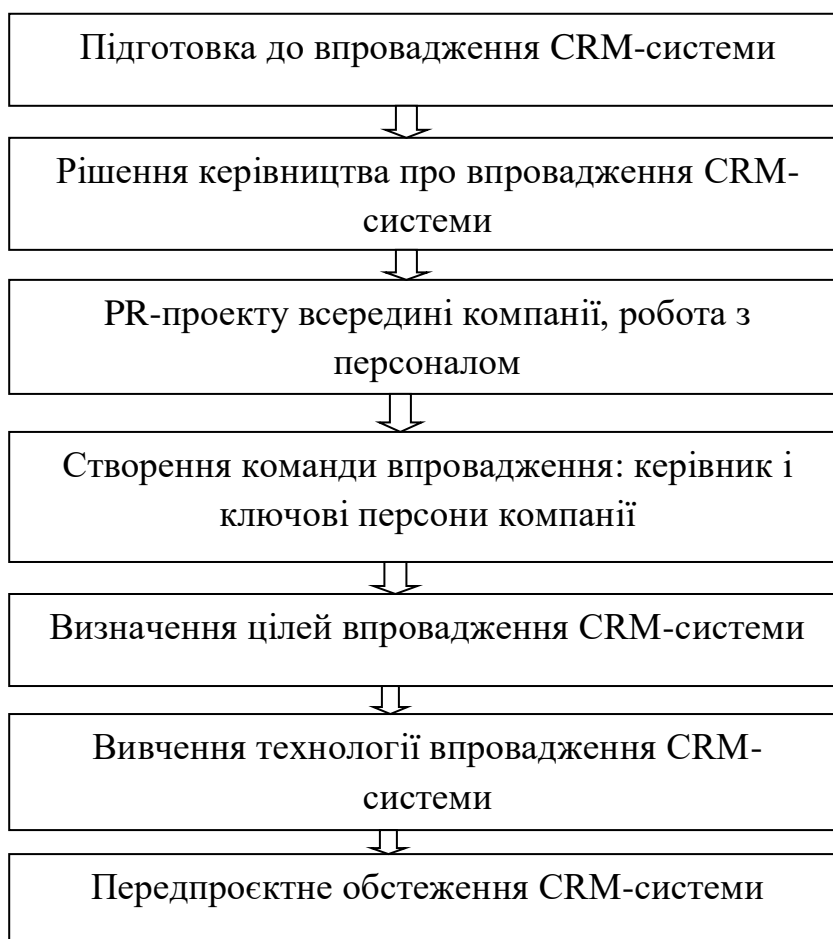 Підготовка до впровадження CRM-системи
Рішення керівництва про впровадження CRM-
системи
PR-проекту всередині компанії, робота з
персоналом
Створення команди впровадження: керівник і
ключові персони компанії
Визначення цілей впровадження CRM-системи
Вивчення технології впровадження CRM-
системи
Передпроєктне обстеження CRM-системи